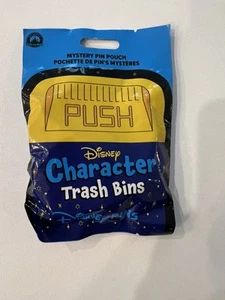 MYSTERY PIN POUCH
POCHETTE DE PIN'S MYSTÈRES
PUSH
Disney
Character
Trash Bins